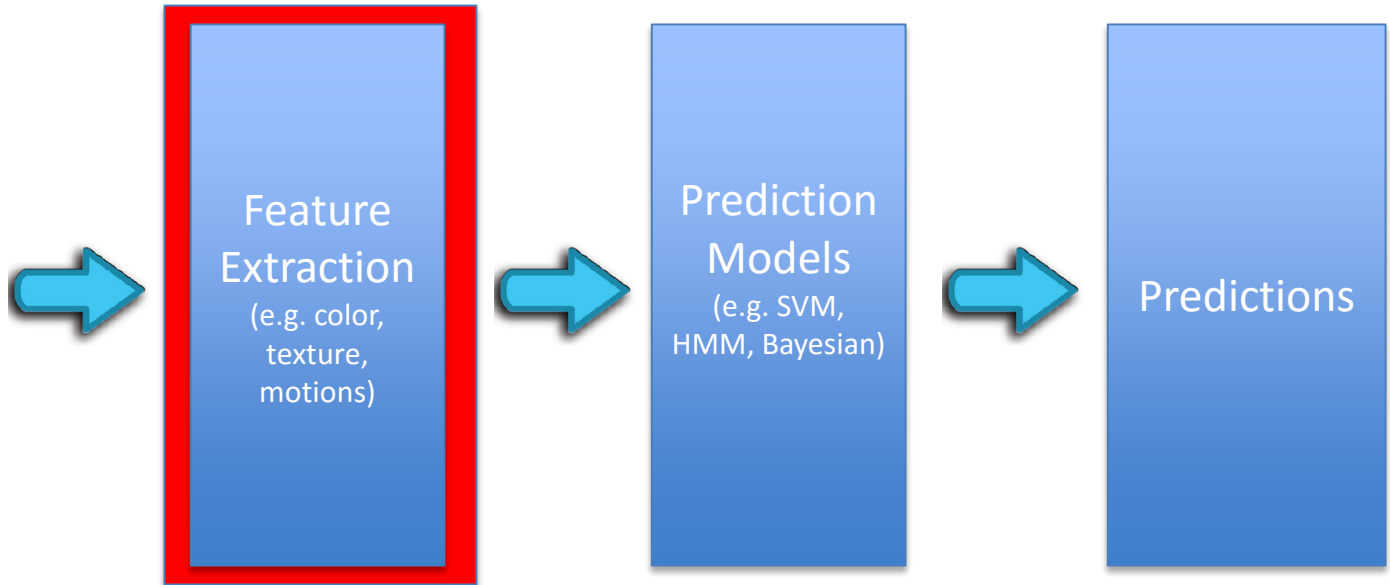 Feature
Extraction
(e.g. color,
texture,
motions)
Prediction
Models
(e.g. SVM,
HMM, Bayesian)
Predictions